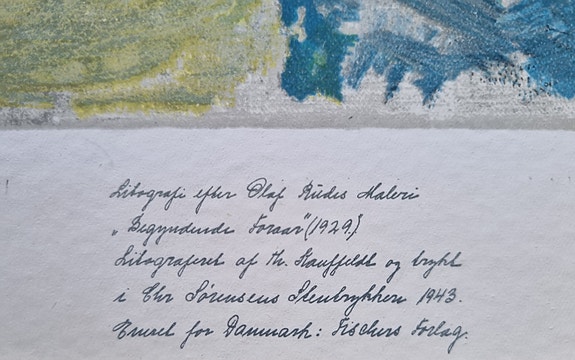 Litografi efter Olaf Rudes Maleri
„Begyndende Foraar" (1929.)
Litograferet af Th. Kauffeldt og trykt
i Chr Sørensens Stentrykkeri 1943.
Eneret for Danmark: Fischers Forlag.